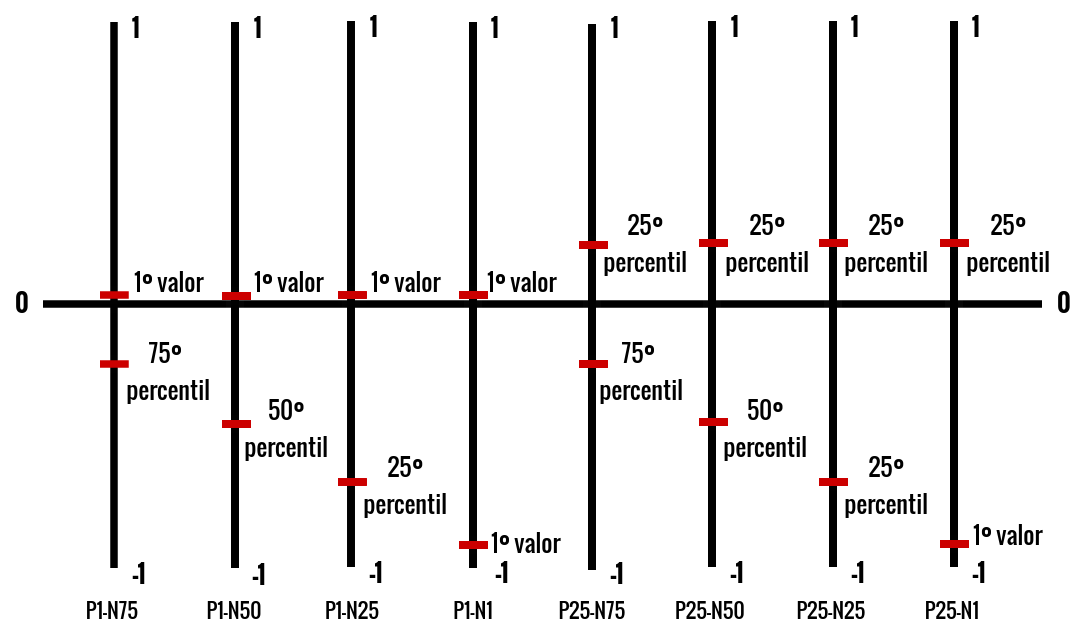 1 1 1 1 1 1 1 1
25º 25º 25º 25º
percentil percentil percentil percentil
1º valor 1º valor 1º valor 1º valor
0 0
75º 75º
percentil percentil
50º 50º
percentil percentil
25º 25º
percentil percentil
1º valor 1º valor
-1 -1 -1 -1 -1 -1 -1 -1
P1-N75 P1-N50 P1-N25 P1-N1 P25-N75 P25-N50 P25-N25 P25-N1